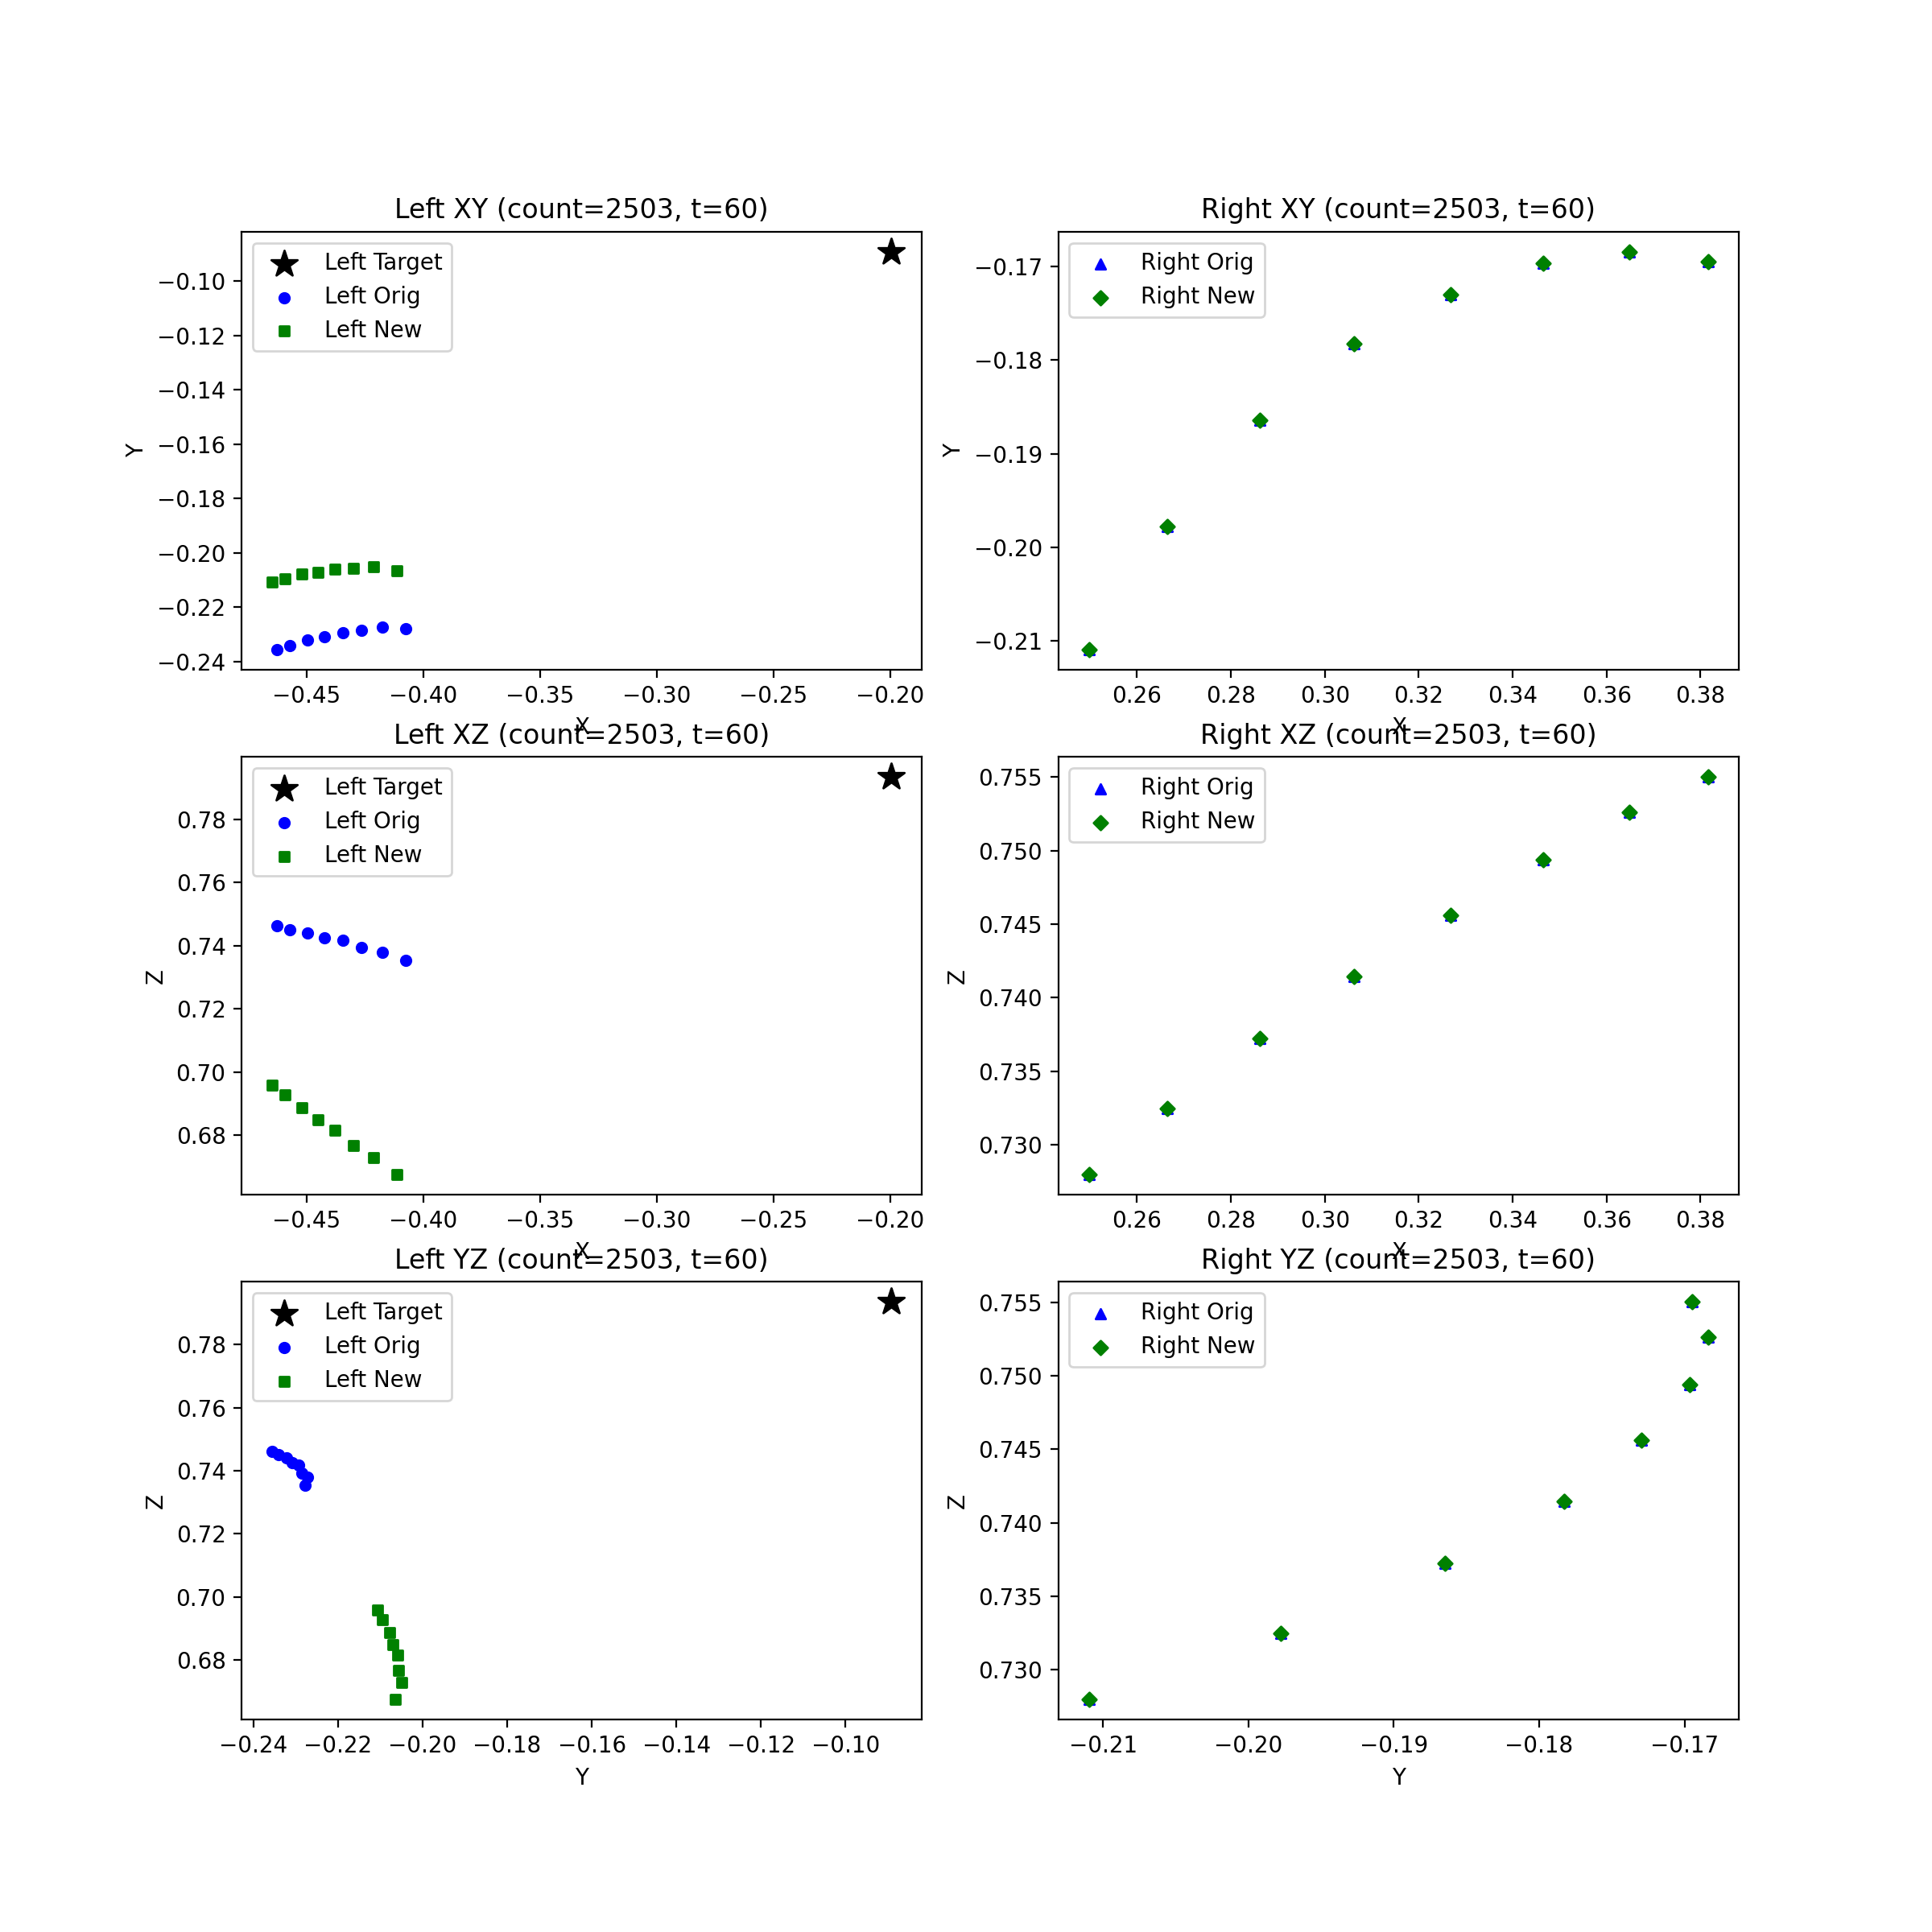 Left XY (count=2503, t=60)
Left Target
Left Orig
Left New
−0.10
−0.12
−0.14
−0.16
−0.18
−0.20
−0.22
−0.24
Y
−0.45 −0.40 −0.35 −0.30 −0.25 −0.20
X
Right XY (count=2503, t=60)
Right Orig
Right New
−0.17
−0.18
−0.19
−0.20
−0.21
Y
0.26 0.28 0.30 0.32 0.34 0.36 0.38
X
Left XZ (count=2503, t=60)
Left Target
Left Orig
Left New
0.78
0.76
0.74
0.72
0.70
0.68
Z
−0.45 −0.40 −0.35 −0.30 −0.25 −0.20
X
Right XZ (count=2503, t=60)
Right Orig
Right New
0.755
0.750
0.745
0.740
0.735
0.730
Z
0.26 0.28 0.30 0.32 0.34 0.36 0.38
X
Left YZ (count=2503, t=60)
Left Target
Left Orig
Left New
0.78
0.76
0.74
0.72
0.70
0.68
Z
−0.24 −0.22 −0.20 −0.18 −0.16 −0.14 −0.12 −0.10
Y
Right YZ (count=2503, t=60)
Right Orig
Right New
0.755
0.750
0.745
0.740
0.735
0.730
Z
−0.21 −0.20 −0.19 −0.18 −0.17
Y